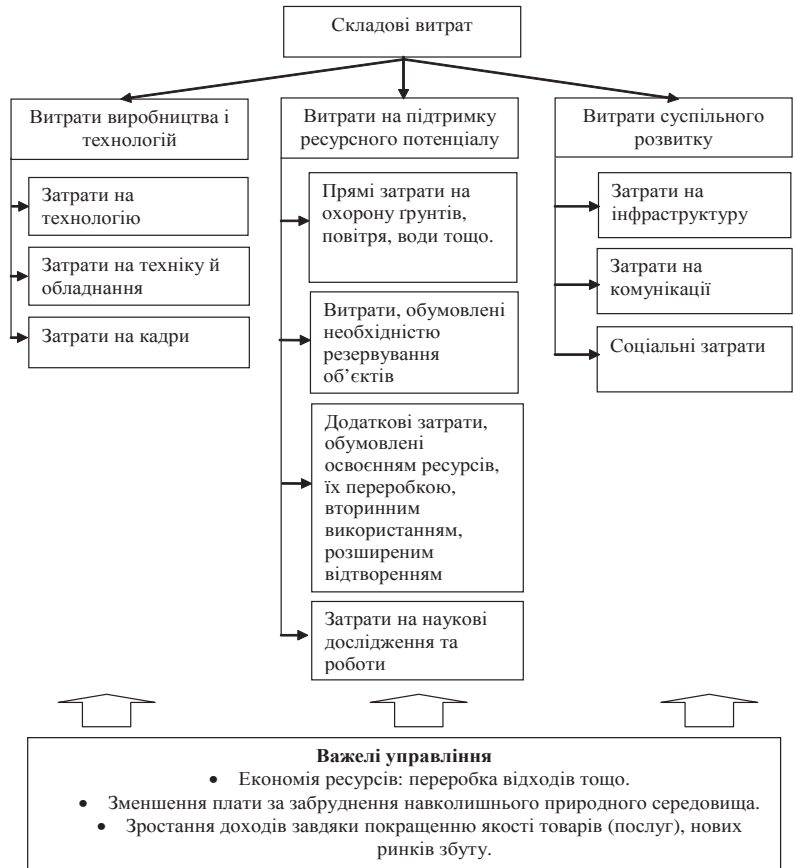 Складові витрат
Витрати виробництва і
технологій
Затрати на
технологію
Затрати на техніку й
обладнання
Затрати на кадри
Витрати на підтримку
ресурсного потенціалу
Прямі затрати на
охорону ґрунтів,
повітря, води тощо.
Витрати, обумовлені
необхідністю
резервування
об’єктів
Додаткові затрати,
обумовлені
освоєнням ресурсів,
їх переробкою,
вторинним
використанням,
розширеним
відтворенням
Затрати на наукові
дослідження та
роботи
Витрати суспільного
розвитку
Затрати на
інфраструктуру
Затрати на
комунікації
Соціальні затрати
Важелі управління
• Економія ресурсів: переробка відходів тощо.
• Зменшення плати за забруднення навколишнього природного середовища.
• Зростання доходів завдяки покращенню якості товарів (послуг), нових
ринків збуту.